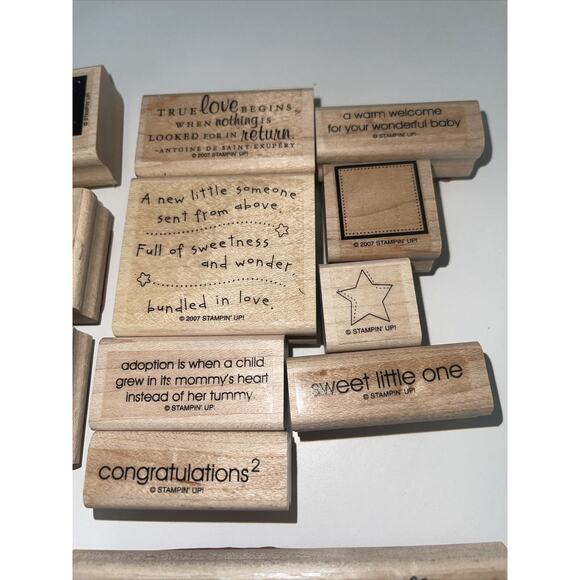 TRUE love BEGINS
WHEN nothing IS
LOOKED FOR IN return.
-ANTOINE DE SAINT-EXUPÉRY
© 2007 STAMPIN' UP!
a warm welcome
for your wonderful baby
© STAMPIN' UP!
A new little someone
sent from above.
Full of sweetness
and wonder,
bundled in love.
© 2007 STAMPIN' UP!
© 2007 STAMPIN' UP!
© STAMPIN' UP!
adoption is when a child
grew in its mommy's heart
instead of her tummy.
© STAMPIN' UP!
sweet little one
© STAMPIN' UP!
congratulations²
© STAMPIN' UP!